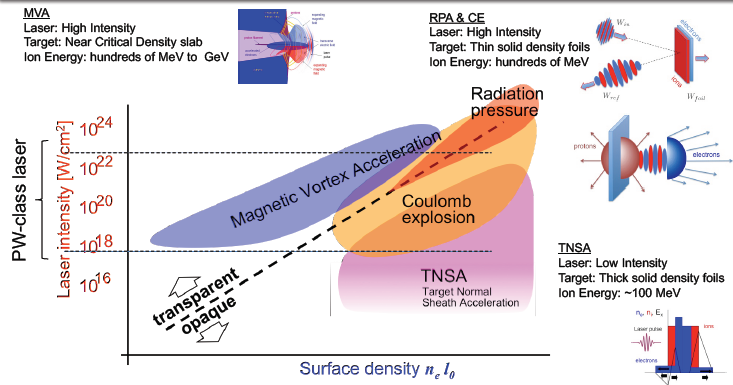 MVA
Laser: High Intensity
Target: Near Critical Density slab
Ion Energy: hundreds of MeV to GeV
RPA & CE
Laser: High Intensity
Target: Thin solid density foils
Ion Energy: hundreds of MeV
electrons
ions
protons
electrons
PW-class laser
Laser intensity [W/cm²]
10²⁴
10²²
10²⁰
10¹⁸
10¹⁶
Radiation
pressure
Magnetic Vortex Acceleration
Coulomb
explosion
TNSA
Target Normal
Sheath Acceleration
transparent
opaque
Surface density nₑ l₀
TNSA
Laser: Low Intensity
Target: Thick solid density foils
Ion Energy: ~100 MeV
Laser pulse
ions
electrons